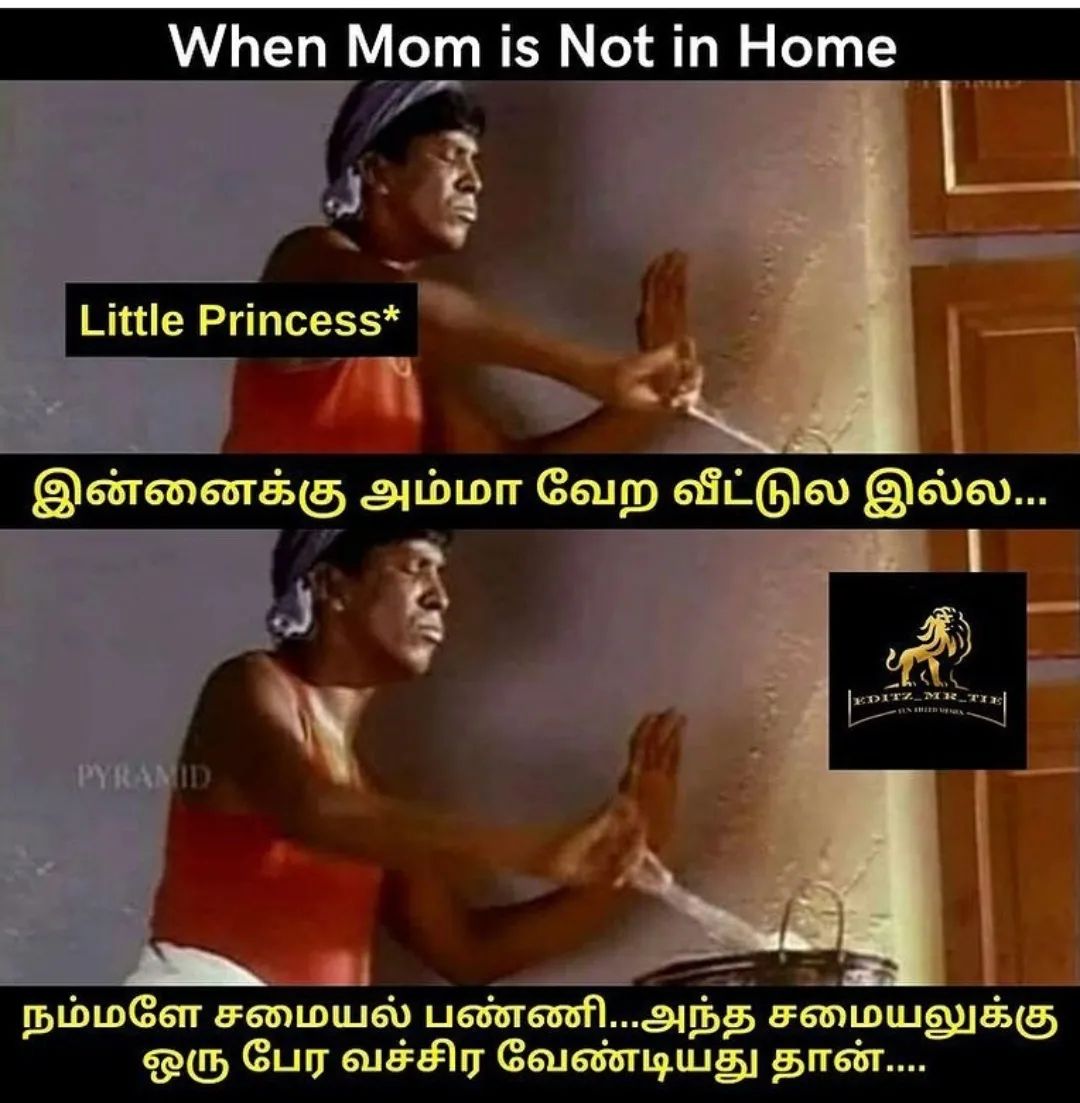 When Mom is Not in Home
Little Princess*
இன்னைக்கு அம்மா வேற வீட்டுல இல்ல...
EDITZ_MR_TIE
PYRAMID
நம்மளே சமையல் பண்ணி...அந்த சமையலுக்கு
ஒரு பேர வச்சிர வேண்டியது தான்....